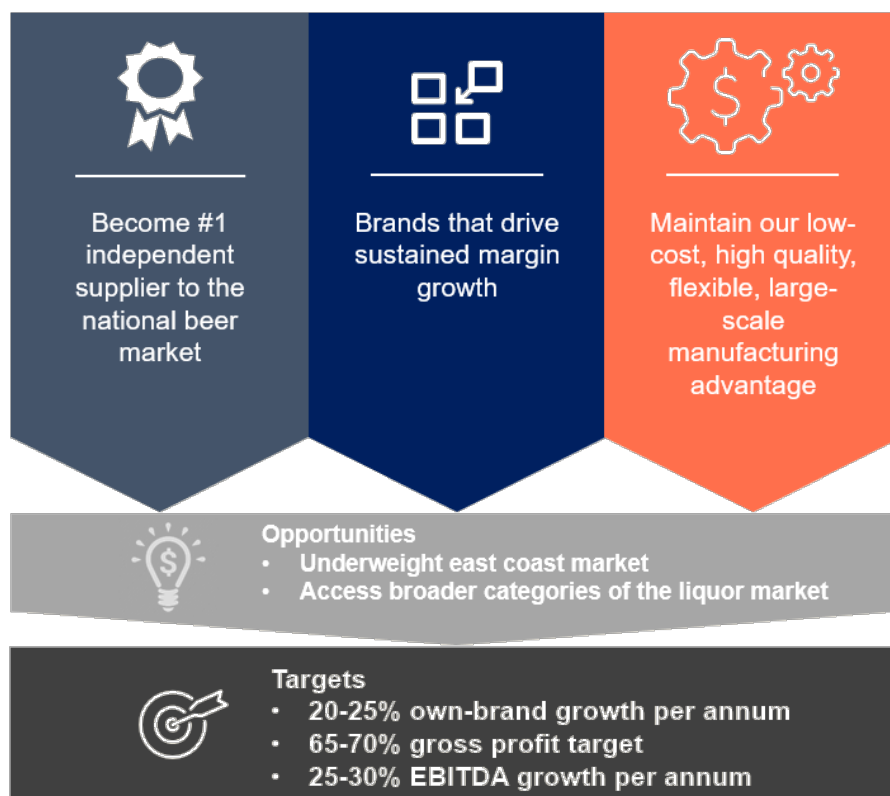 Become #1
independent
supplier to the
national beer
market
Brands that drive
sustained margin
growth
$
Maintain our low-
cost, high quality,
flexible, large-
scale
manufacturing
advantage
$
Opportunities
• Underweight east coast market
• Access broader categories of the liquor market
Targets
• 20-25% own-brand growth per annum
• 65-70% gross profit target
• 25-30% EBITDA growth per annum